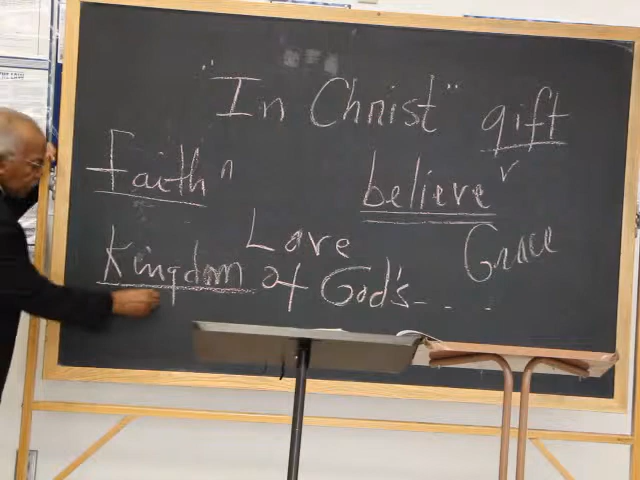 "In Christ" gift
Faith n believe v
Love Grace
Kingdom of God's - - -